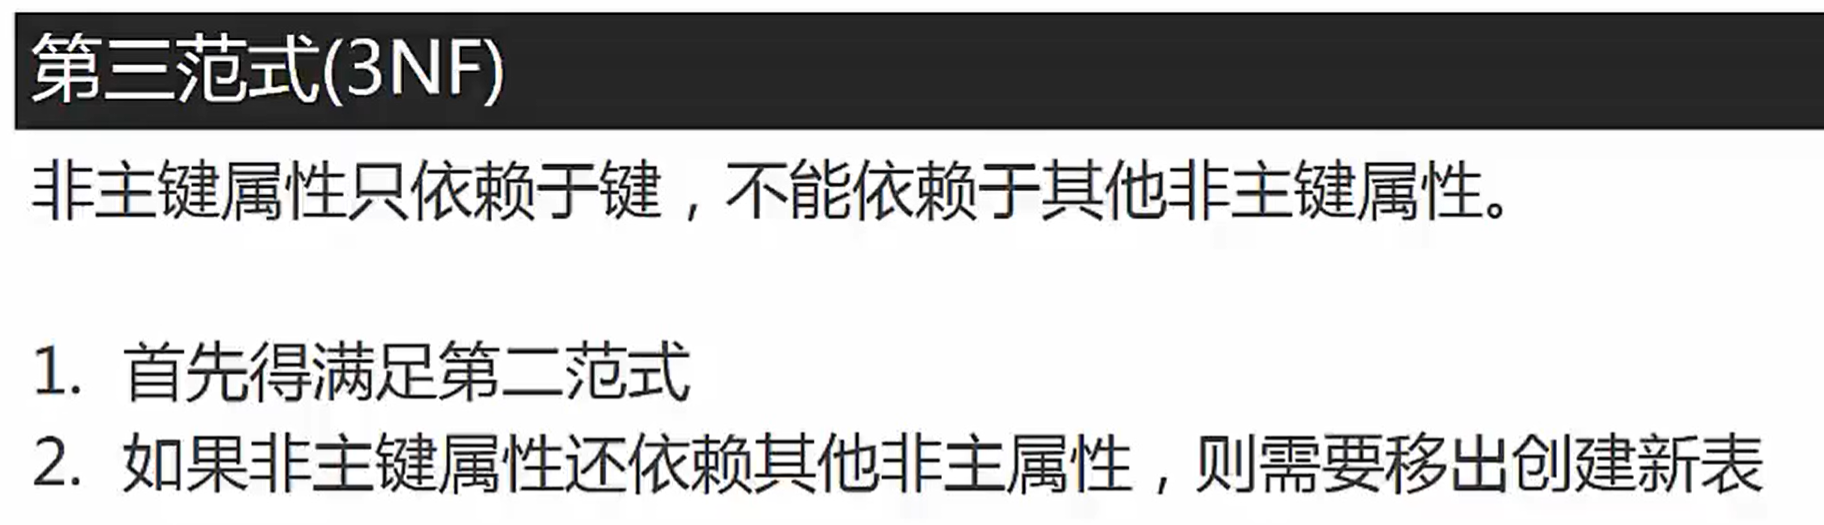 第三范式(3NF)
非主键属性只依赖于键，不能依赖于其他非主键属性。
1. 首先得满足第二范式
2. 如果非主键属性还依赖其他非主属性，则需要移出创建新表